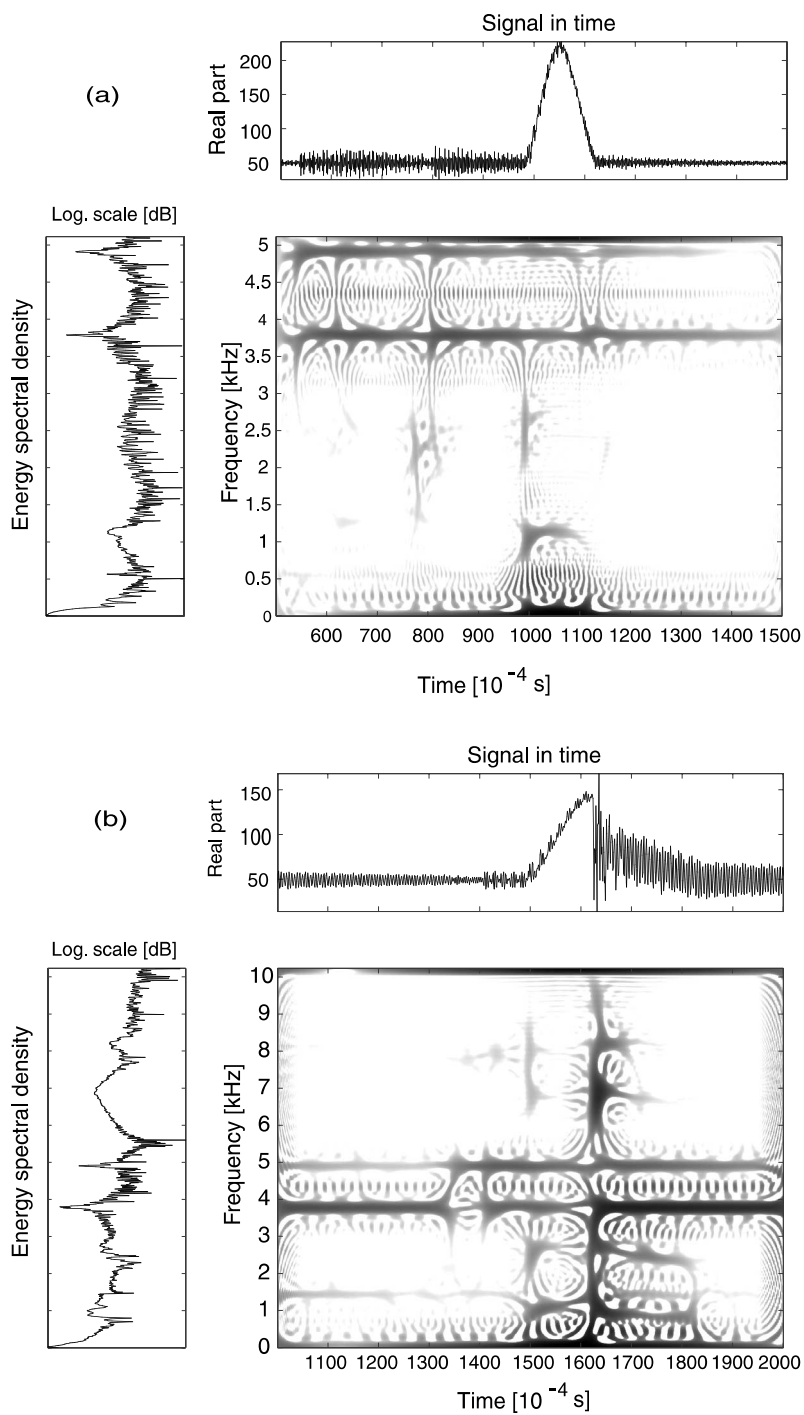 Signal in time
(a)
Real part
200
150
100
50
Log. scale [dB]
Energy spectral density
Frequency [kHz]
5
4.5
4
3.5
3
2.5
2
1.5
1
0.5
0
600 700 800 900 1000 1100 1200 1300 1400 1500
Time [10⁻⁴ s]
Signal in time
(b)
Real part
150
100
50
Log. scale [dB]
Energy spectral density
Frequency [kHz]
10
9
8
7
6
5
4
3
2
1
0
1100 1200 1300 1400 1500 1600 1700 1800 1900 2000
Time [10⁻⁴ s]